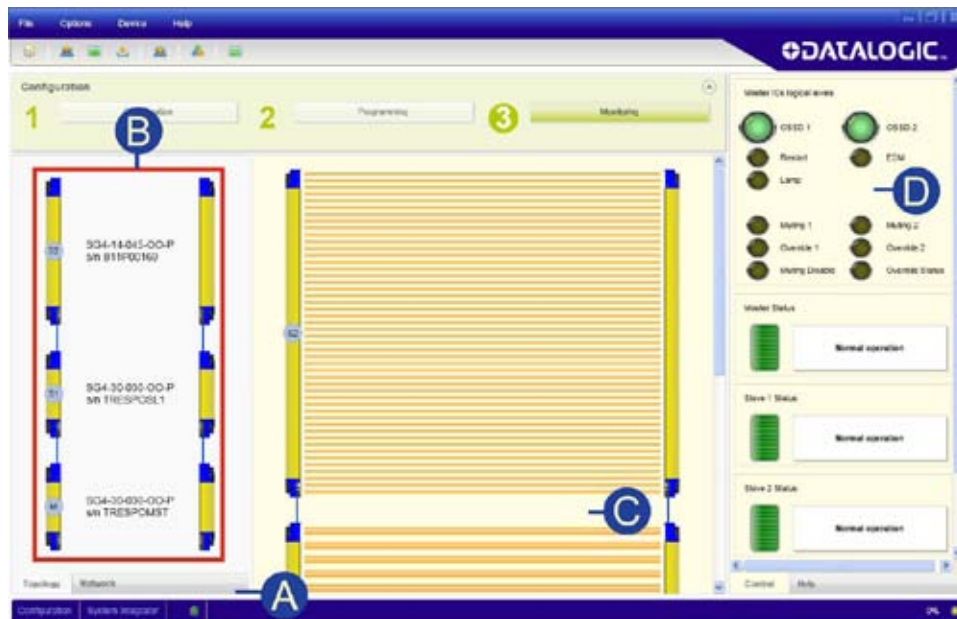 File Options Device Help
DATALOGIC
Configuration
1
2 Programming
3 Monitoring
B
S2
SG4-14-045-OO-P
s/n
S1
SG4-30-030-OO-P
s/n TRESPOSL1
M
SG4-30-030-OO-P
s/n TRESPOMST
S2
C
Topology Network
A
Master IOs logical levels
OSSD 1 OSSD 2
Restart EDM
Lamp
D
Muting 1 Muting 2
Override 1 Override 2
Muting Disable Override Status
Master Status
Normal operation
Slave 1 Status
Normal operation
Slave 2 Status
Normal operation
Control Help
Configuration System Integrator